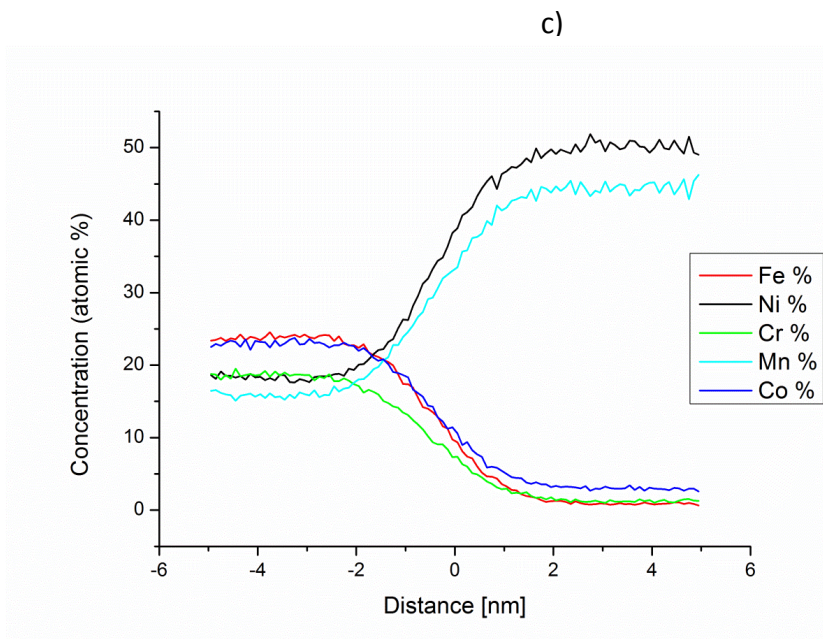 c)
Concentration (atomic %)
50
40
30
20
10
0
Fe %
Ni %
Cr %
Mn %
Co %
-6
-4
-2
0
2
4
6
Distance [nm]